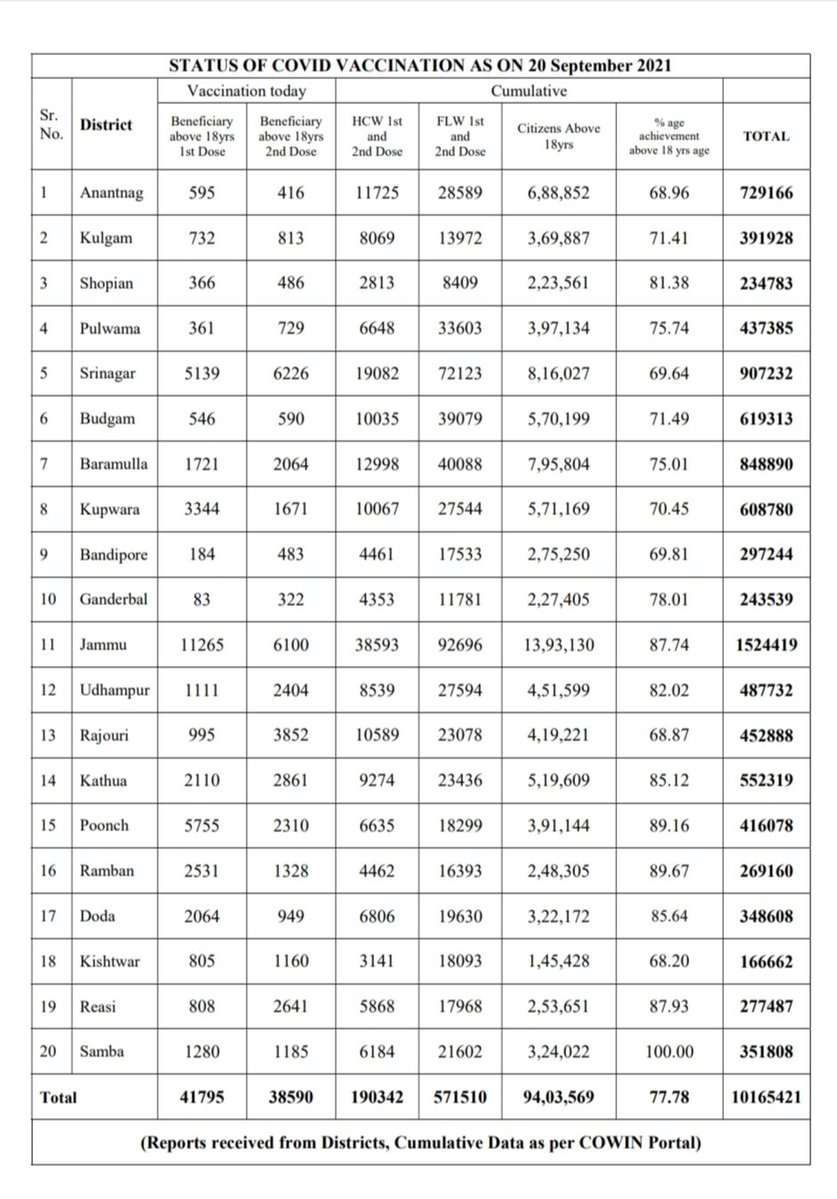 STATUS OF COVID VACCINATION AS ON 20 September 2021
Vaccination today Cumulative
Sr. No. District Beneficiary above 18yrs 1st Dose Beneficiary above 18yrs 2nd Dose HCW 1st and 2nd Dose FLW 1st and 2nd Dose Citizens Above 18yrs % age achievement above 18 yrs age TOTAL
1 Anantnag 595 416 11725 28589 6,88,852 68.96 729166
2 Kulgam 732 813 8069 13972 3,69,887 71.41 391928
3 Shopian 366 486 2813 8409 2,23,561 81.38 234783
4 Pulwama 361 729 6648 33603 3,97,134 75.74 437385
5 Srinagar 5139 6226 19082 72123 8,16,027 69.64 907232
6 Budgam 546 590 10035 39079 5,70,199 71.49 619313
7 Baramulla 1721 2064 12998 40088 7,95,804 75.01 848890
8 Kupwara 3344 1671 10067 27544 5,71,169 70.45 608780
9 Bandipore 184 483 4461 17533 2,75,250 69.81 297244
10 Ganderbal 83 322 4353 11781 2,27,405 78.01 243539
11 Jammu 11265 6100 38593 92696 13,93,130 87.74 1524419
12 Udhampur 1111 2404 8539 27594 4,51,599 82.02 487732
13 Rajouri 995 3852 10589 23078 4,19,221 68.87 452888
14 Kathua 2110 2861 9274 23436 5,19,609 85.12 552319
15 Poonch 5755 2310 6635 18299 3,91,144 89.16 416078
16 Ramban 2531 1328 4462 16393 2,48,305 89.67 269160
17 Doda 2064 949 6806 19630 3,22,172 85.64 348608
18 Kishtwar 805 1160 3141 18093 1,45,428 68.20 166662
19 Reasi 808 2641 5868 17968 2,53,651 87.93 277487
20 Samba 1280 1185 6184 21602 3,24,022 100.00 351808
Total 41795 38590 190342 571510 94,03,569 77.78 10165421
(Reports received from Districts, Cumulative Data as per COWIN Portal)